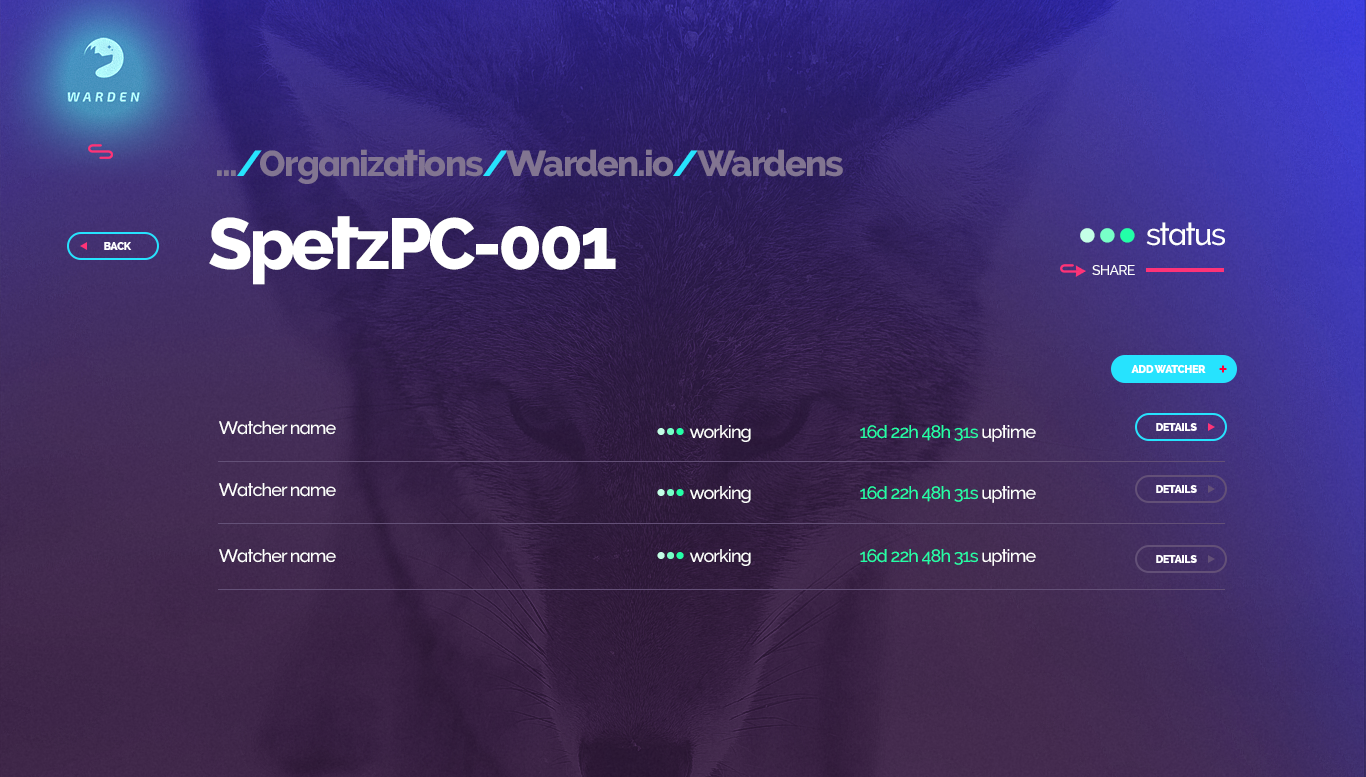 WARDEN
.../Organizations/Warden.io/Wardens
BACK
SpetzPC-001
status
SHARE
ADD WATCHER +
Watcher name working 16d 22h 48h 31s uptime DETAILS
Watcher name working 16d 22h 48h 31s uptime DETAILS
Watcher name working 16d 22h 48h 31s uptime DETAILS